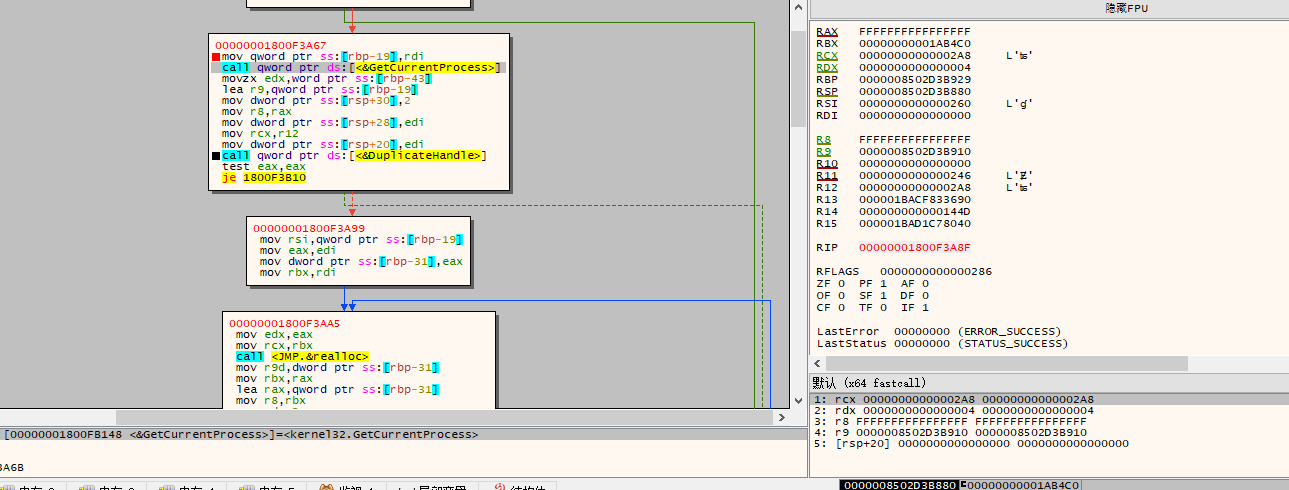 00000001800F3A67
mov qword ptr ss:[rbp-19],rdi
call qword ptr ds:[<&GetCurrentProcess>]
movzx edx,word ptr ss:[rbp-43]
lea r9,qword ptr ss:[rbp-19]
mov dword ptr ss:[rsp+30],2
mov r8,rax
mov dword ptr ss:[rsp+28],edi
mov rcx,r12
mov dword ptr ss:[rsp+20],edi
call qword ptr ds:[<&DuplicateHandle>]
test eax,eax
je 1800F3B10
00000001800F3A99
mov rsi,qword ptr ss:[rbp-19]
mov eax,edi
mov dword ptr ss:[rbp-31],eax
mov rbx,rdi
00000001800F3AA5
mov edx,eax
mov rcx,rbx
call <JMP.&realloc>
mov r9d,dword ptr ss:[rbp-31]
mov rbx,rax
lea rax,qword ptr ss:[rbp-31]
mov r8,rbx
[00000001800FB148 <&GetCurrentProcess>]=<kernel32.GetCurrentProcess>
3A6B
隐藏FPU
RAX FFFFFFFFFFFFFFFF
RBX 00000000001AB4C0
RCX 00000000000002A8 L'ʨ'
RDX 0000000000000004
RBP 0000008502D3B929
RSP 0000008502D3B880
RSI 0000000000000260 L'ɠ'
RDI 0000000000000000
R8 FFFFFFFFFFFFFFFF
R9 0000008502D3B910
R10 0000000000000000
R11 0000000000000246 L'Ɇ'
R12 00000000000002A8 L'ʨ'
R13 000001BACF833690
R14 000000000000144D
R15 000001BAD1C78040
RIP 00000001800F3A8F
RFLAGS 0000000000000286
ZF 0 PF 1 AF 0
OF 0 SF 1 DF 0
CF 0 TF 0 IF 1
LastError 00000000 (ERROR_SUCCESS)
LastStatus 00000000 (STATUS_SUCCESS)
默认 (x64 fastcall)
1: rcx 00000000000002A8 00000000000002A8
2: rdx 0000000000000004 0000000000000004
3: r8 FFFFFFFFFFFFFFFF FFFFFFFFFFFFFFFF
4: r9 0000008502D3B910 0000008502D3B910
5: [rsp+20] 0000000000000000 0000000000000000
0000008502D3B880 00000000001AB4C0